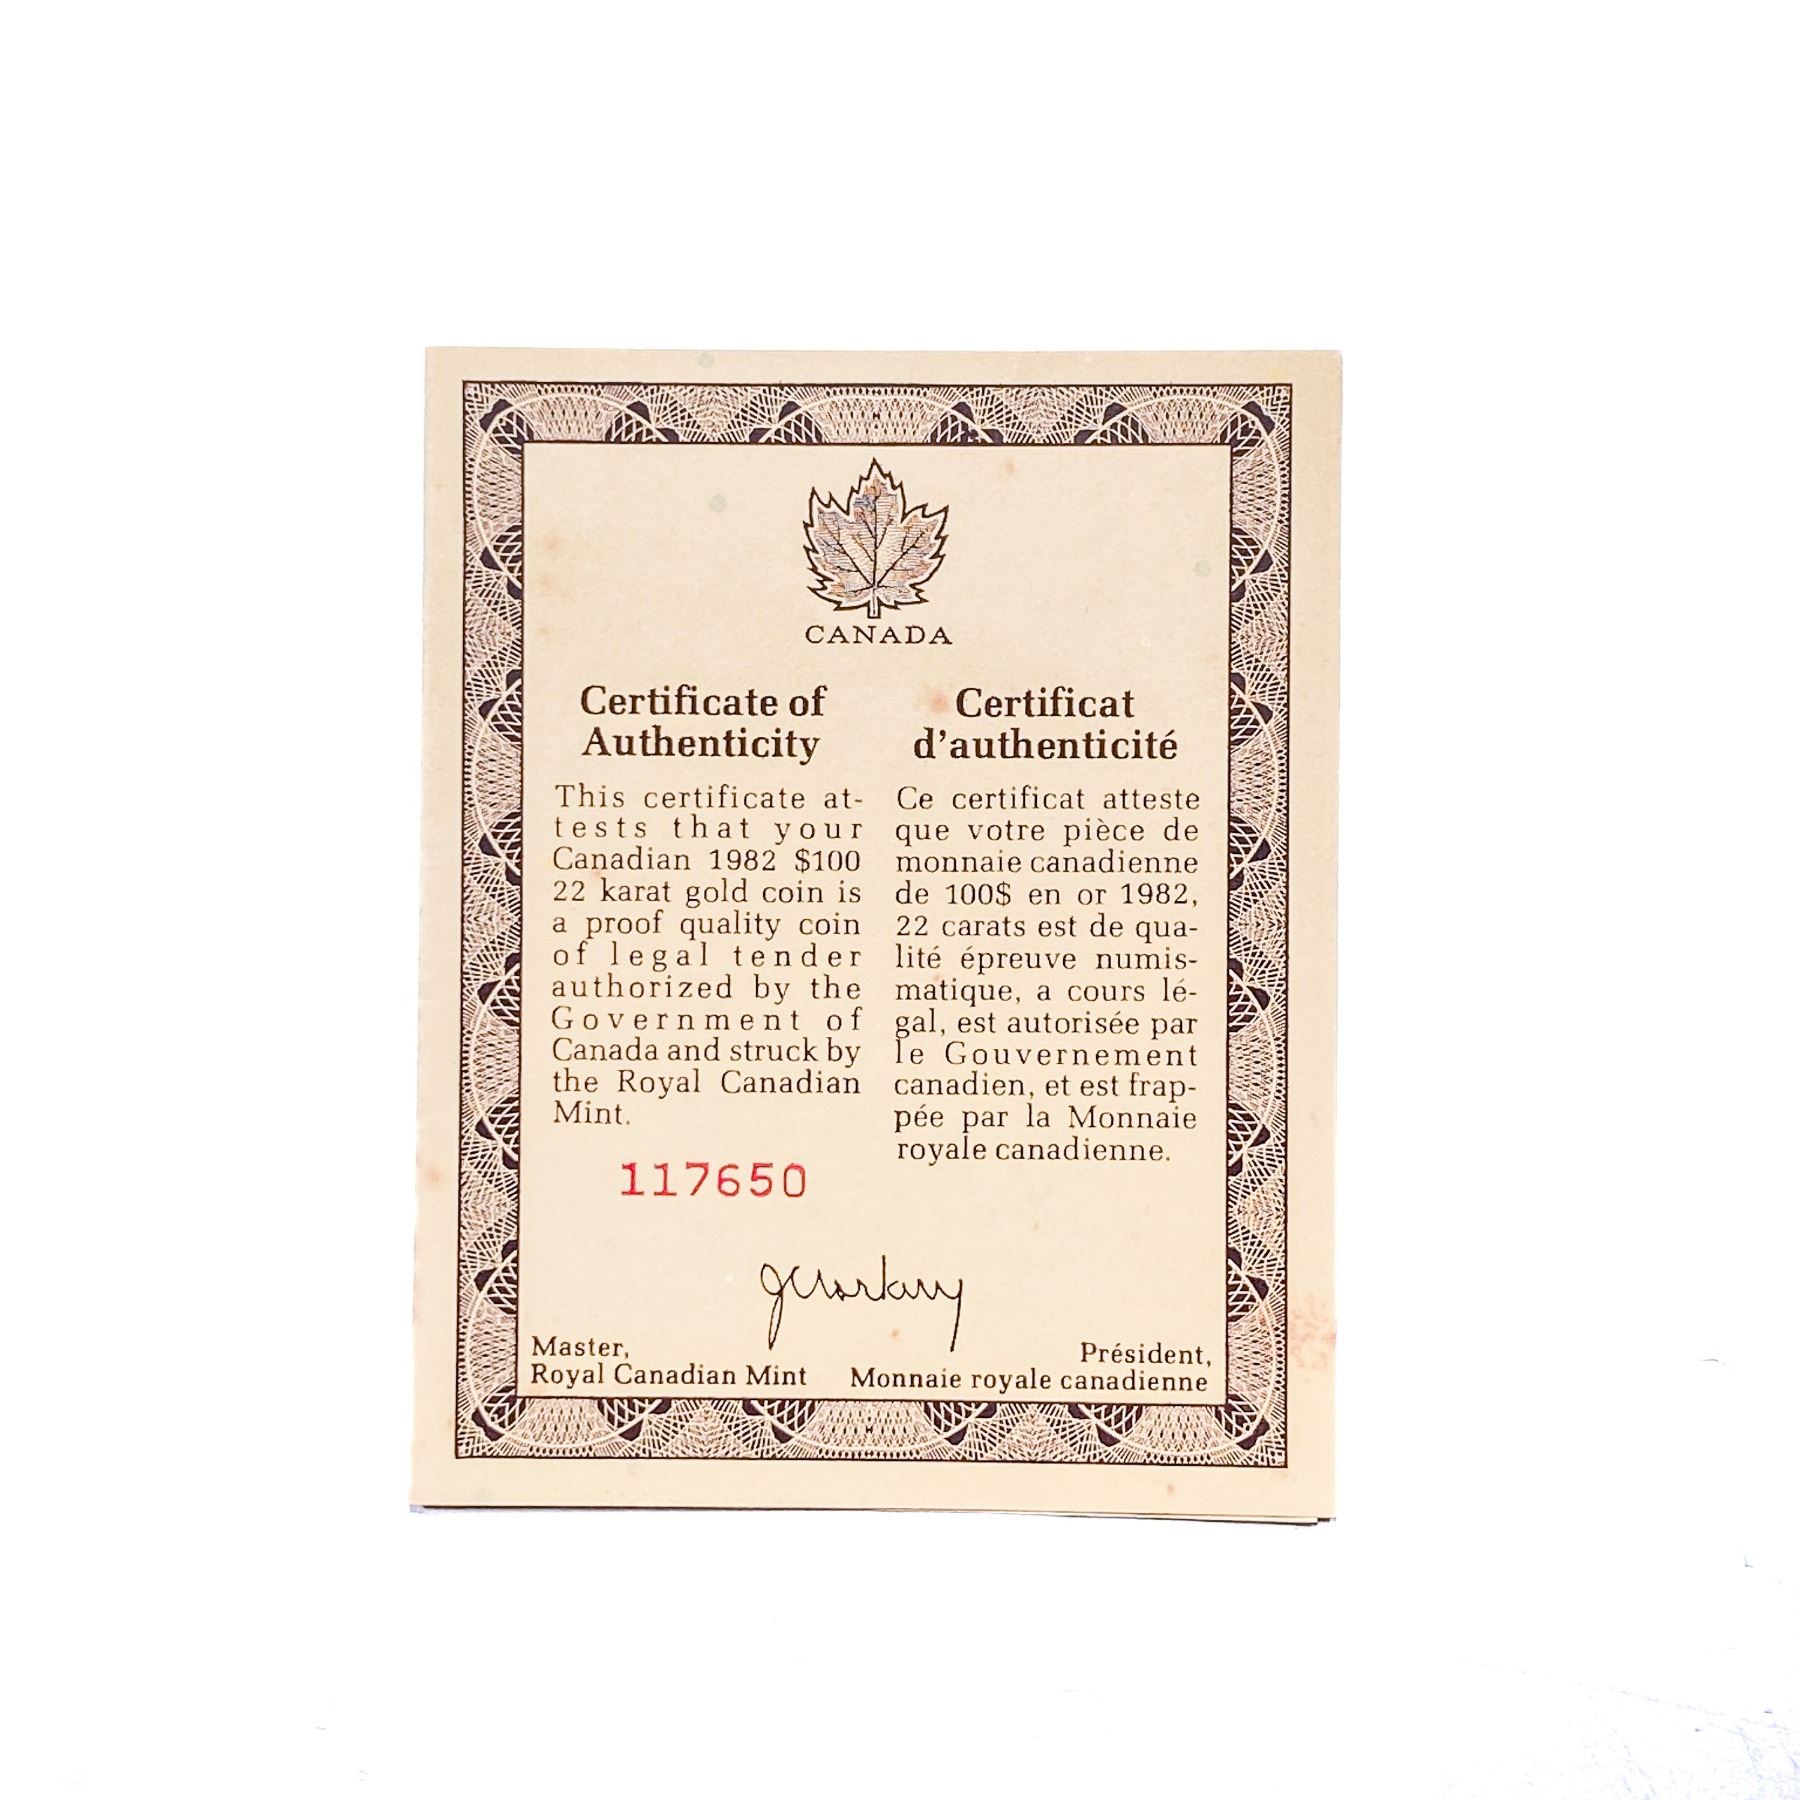 CANADA
Certificate of
Authenticity
This certificate at-
tests that your
Canadian 1982 $100
22 karat gold coin is
a proof quality coin
of legal tender
authorized by the
Government of
Canada and struck by
the Royal Canadian
Mint.
117650
Certificat
d'authenticité
Ce certificat atteste
que votre pièce de
monnaie canadienne
de 100$ en or 1982,
22 carats est de qua-
lité épreuve numis-
matique, a cours lé-
gal, est autorisée par
le Gouvernement
canadien, et est frap-
pée par la Monnaie
royale canadienne.
Master,
Royal Canadian Mint
Président,
Monnaie royale canadienne